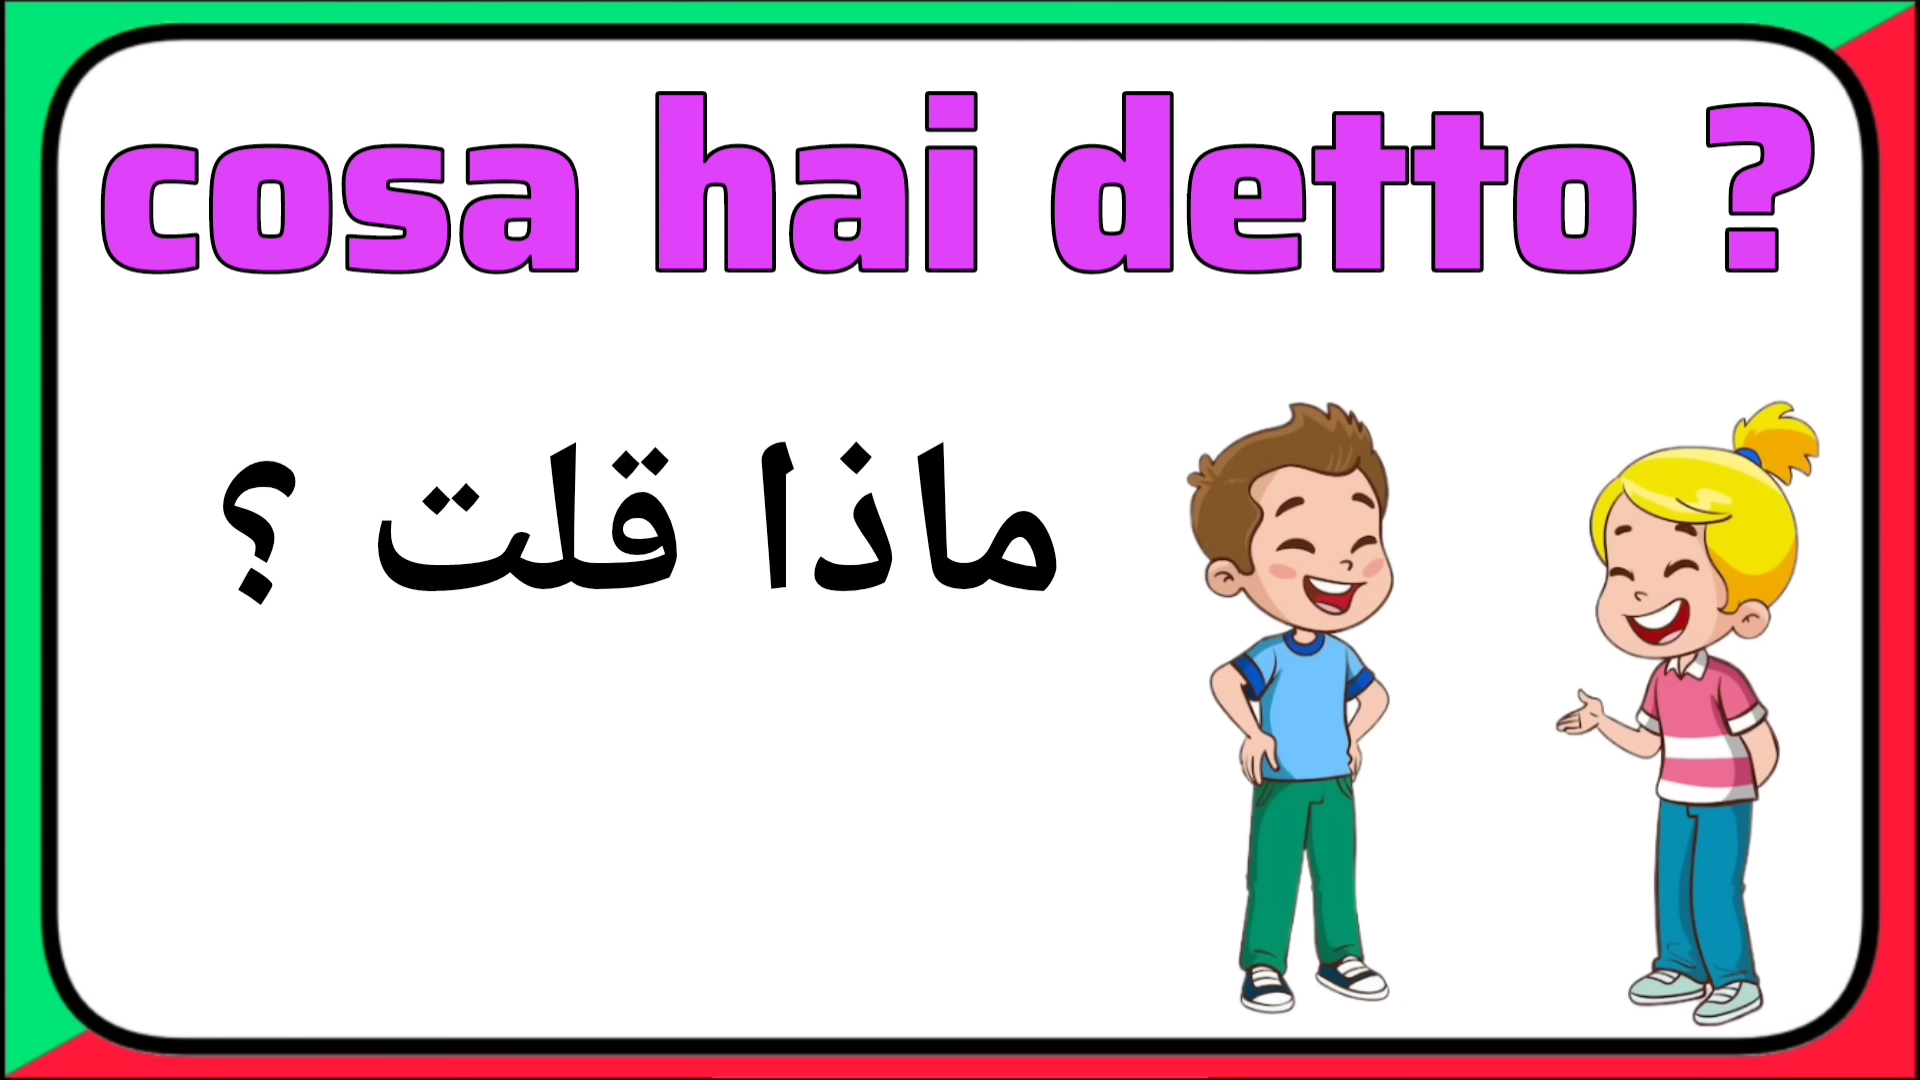 cosa hai detto ?
ماذا قلت ؟